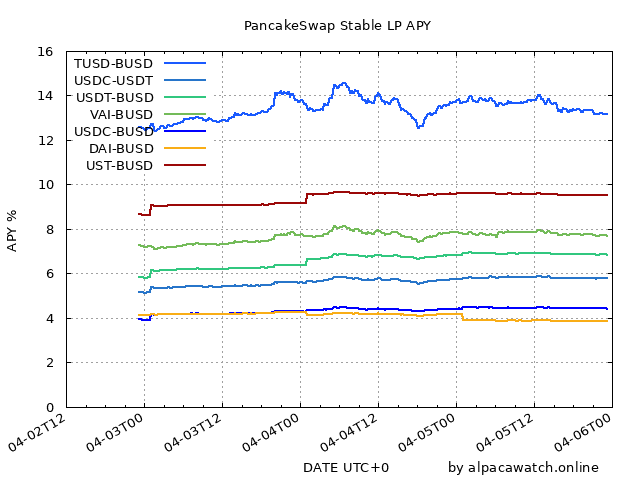 PancakeSwap Stable LP APY
16
14
12
10
8
6
4
2
0
APY %
TUSD-BUSD
USDC-USDT
USDT-BUSD
VAI-BUSD
USDC-BUSD
DAI-BUSD
UST-BUSD
04-02T12
04-03T00
04-03T12
04-04T00
04-04T12
04-05T00
04-05T12
04-06T00
DATE UTC+0
by alpacawatch.online